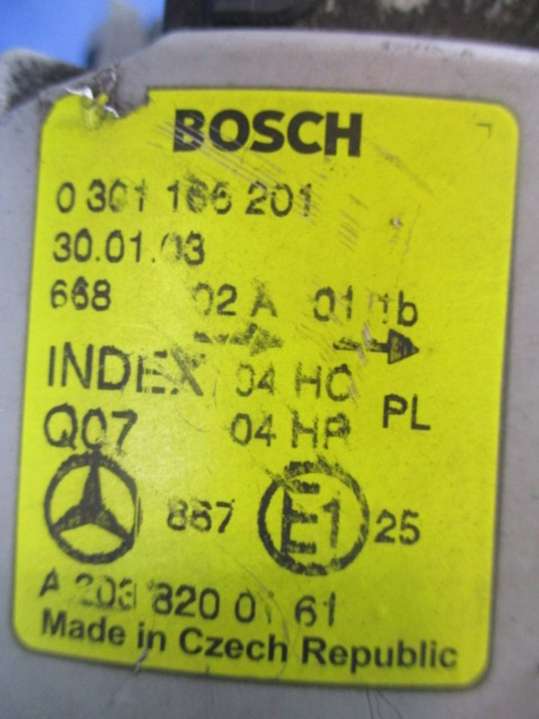 BOSCH
0 301 166 201
30.01.03
668 02 A 01/1b
INDEX 04 HC
Q07 04 HR PL
867 E1 25
A 203 820 01 61
Made in Czech Republic